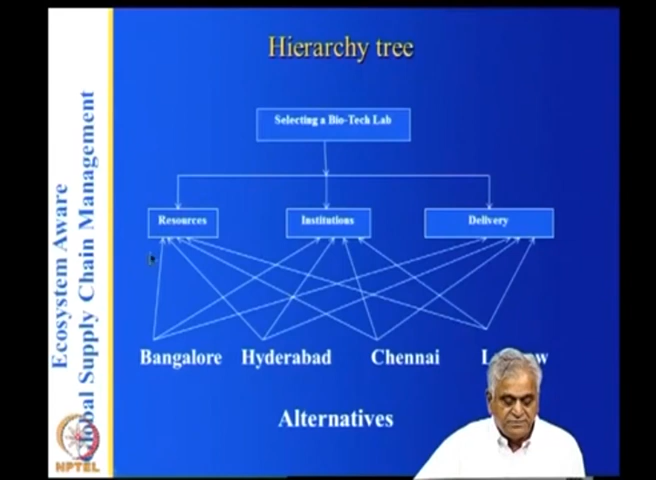 Hierarchy tree
Selecting a Bio-Tech Lab
Resources Institutions Delivery
Bangalore Hyderabad Chennai
Alternatives
Ecosystem Aware
Global Supply Chain Management
NPTEL